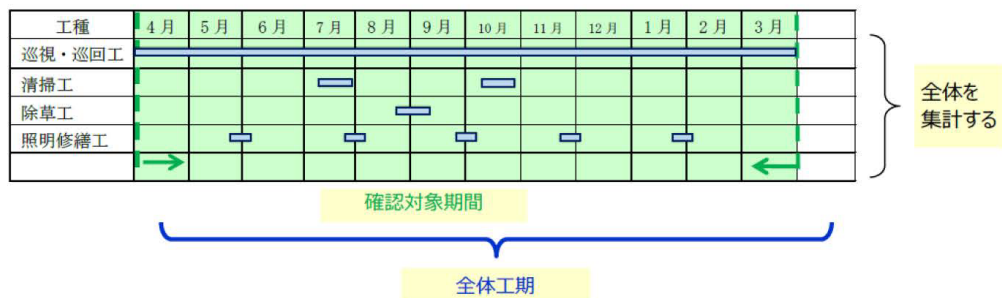 工種 4月 5月 6月 7月 8月 9月 10月 11月 12月 1月 2月 3月
巡視・巡回工
清掃工
除草工
照明修繕工
全体を
集計する
確認対象期間
全体工期